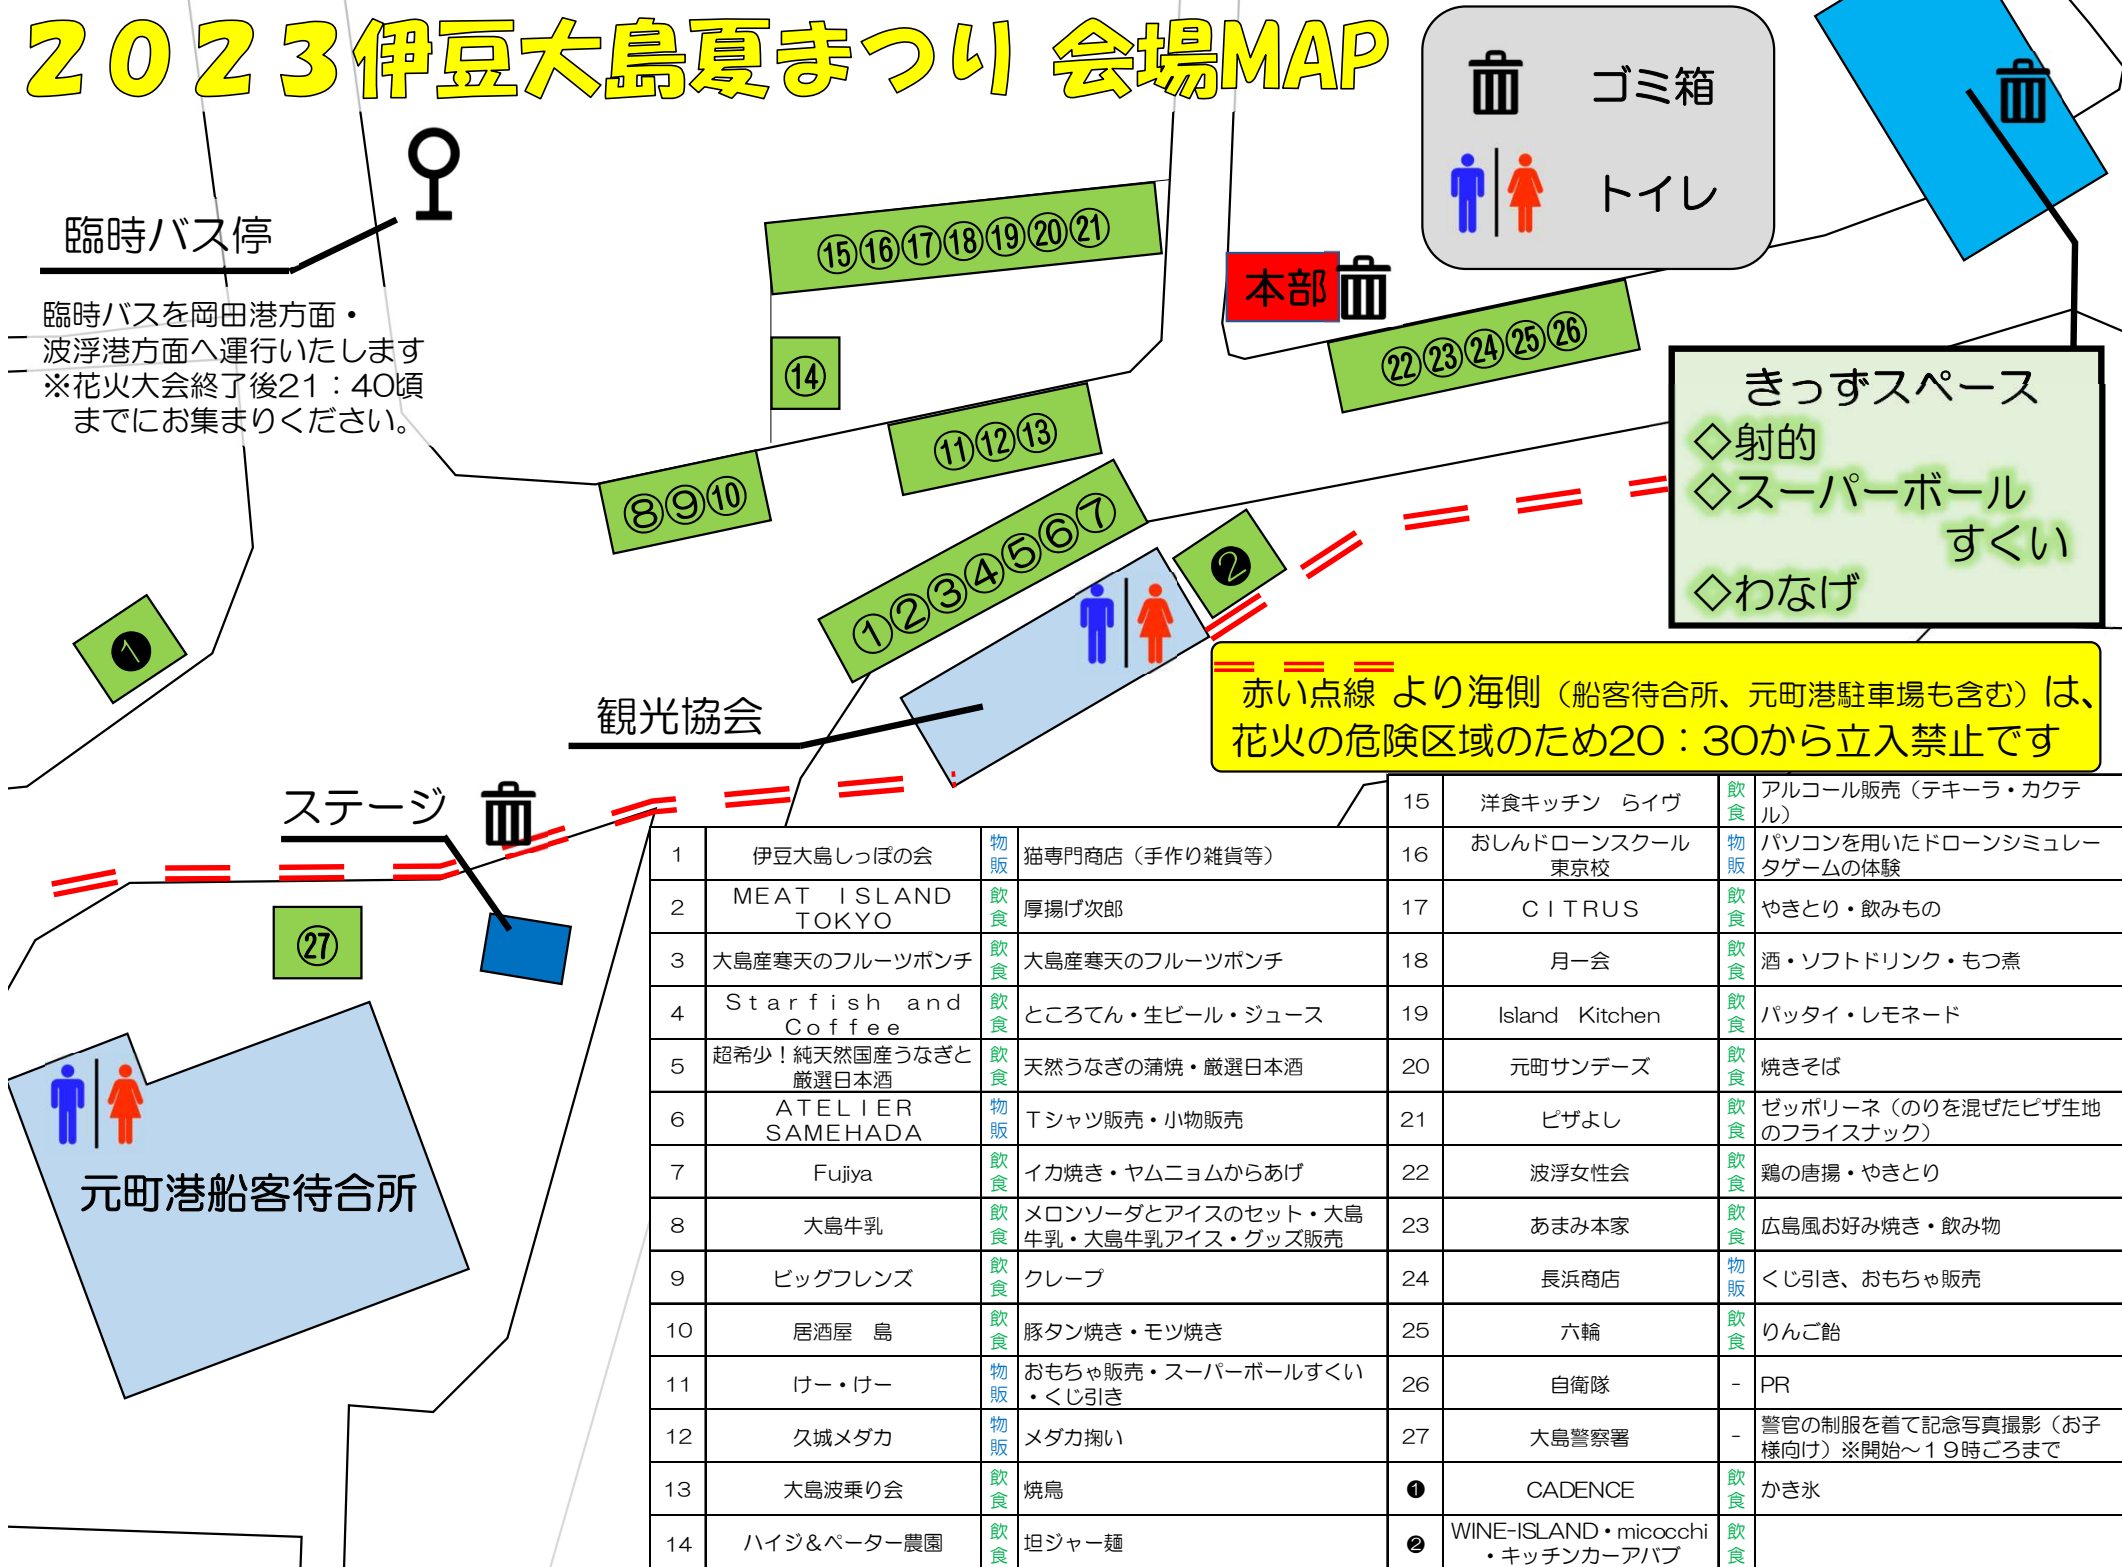 2023伊豆大島夏まつり 会場MAP
ゴミ箱
トイレ
臨時バス停
臨時バスを岡田港方面・
波浮港方面へ運行いたします
※花火大会終了後21：40頃
までにお集まりください。
⑮⑯⑰⑱⑲⑳㉑
本部
⑭
㉒㉓㉔㉕㉖
⑪⑫⑬
⑧⑨⑩
①②③④⑤⑥⑦
❷
❶
きっずスペース
◇射的
◇スーパーボール
すくい
◇わなげ
赤い点線 より海側（船客待合所、元町港駐車場も含む）は、
花火の危険区域のため20：30から立入禁止です
観光協会
ステージ
㉗
元町港船客待合所
1 伊豆大島しっぽの会 物販 猫専門商店（手作り雑貨等）
2 MEAT ISLAND TOKYO 飲食 厚揚げ次郎
3 大島産寒天のフルーツポンチ 飲食 大島産寒天のフルーツポンチ
4 Starfish and Coffee 飲食 ところてん・生ビール・ジュース
5 超希少！純天然国産うなぎと厳選日本酒 飲食 天然うなぎの蒲焼・厳選日本酒
6 ATELIER SAMEHADA 物販 Tシャツ販売・小物販売
7 Fujiya 飲食 イカ焼き・ヤムニョムからあげ
8 大島牛乳 飲食 メロンソーダとアイスのセット・大島牛乳・大島牛乳アイス・グッズ販売
9 ビッグフレンズ 飲食 クレープ
10 居酒屋 島 飲食 豚タン焼き・モツ焼き
11 けー・けー 物販 おもちゃ販売・スーパーボールすくい・くじ引き
12 久城メダカ 物販 メダカ掬い
13 大島波乗り会 飲食 焼鳥
14 ハイジ＆ペーター農園 飲食 坦ジャー麺
15 洋食キッチン らイヴ 飲食 アルコール販売（テキーラ・カクテル）
16 おしんドローンスクール東京校 物販 パソコンを用いたドローンシミュレータゲームの体験
17 CITRUS 飲食 やきとり・飲みもの
18 月一会 飲食 酒・ソフトドリンク・もつ煮
19 Island Kitchen 飲食 パッタイ・レモネード
20 元町サンデーズ 飲食 焼きそば
21 ピザよし 飲食 ゼッポリーネ（のりを混ぜたピザ生地のフライスナック）
22 波浮女性会 飲食 鶏の唐揚・やきとり
23 あまみ本家 飲食 広島風お好み焼き・飲み物
24 長浜商店 物販 くじ引き、おもちゃ販売
25 六輪 飲食 りんご飴
26 自衛隊 - PR
27 大島警察署 - 警官の制服を着て記念写真撮影（お子様向け）※開始～19時ごろまで
❶ CADENCE 飲食 かき氷
❷ WINE-ISLAND・micocchi・キッチンカーアバブ 飲食